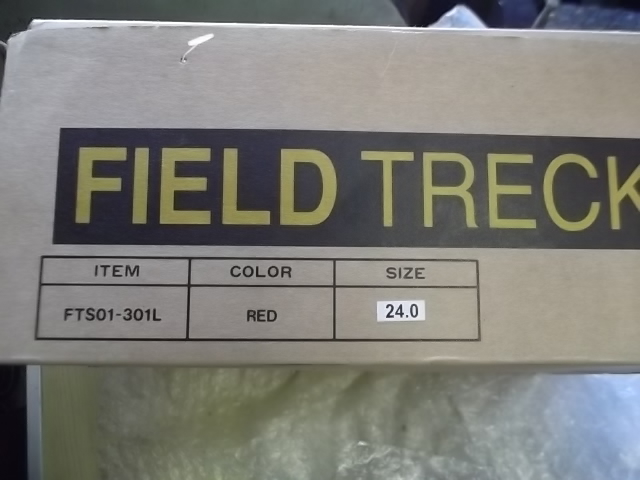 FIELD TRECK
ITEM COLOR SIZE
FTS01-301L RED 24.0